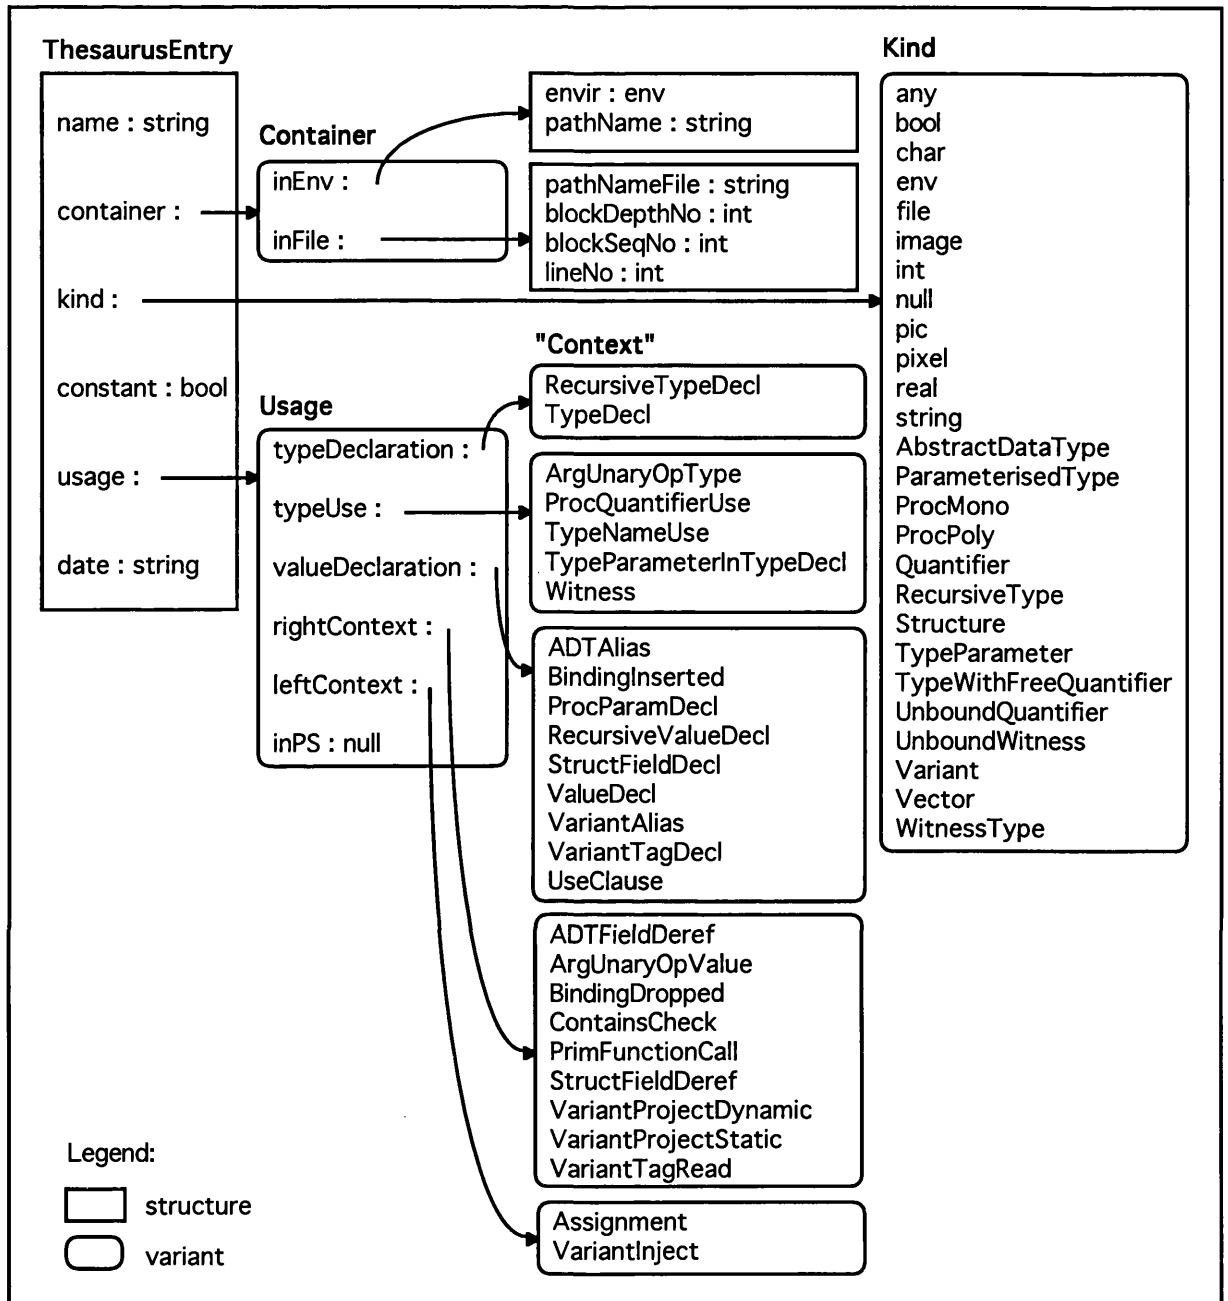 ThesaurusEntry
name : string
container :
kind :
constant : bool
usage :
date : string
Container
inEnv :
inFile :
envir : env
pathName : string
pathNameFile : string
blockDepthNo : int
blockSeqNo : int
lineNo : int
Usage
typeDeclaration :
typeUse :
valueDeclaration :
rightContext :
leftContext :
inPS : null
"Context"
RecursiveTypeDecl
TypeDecl
ArgUnaryOpType
ProcQuantifierUse
TypeNameUse
TypeParameterInTypeDecl
Witness
ADTAlias
BindingInserted
ProcParamDecl
RecursiveValueDecl
StructFieldDecl
ValueDecl
VariantAlias
VariantTagDecl
UseClause
ADTFieldDeref
ArgUnaryOpValue
BindingDropped
ContainsCheck
PrimFunctionCall
StructFieldDeref
VariantProjectDynamic
VariantProjectStatic
VariantTagRead
Assignment
VariantInject
Kind
any
bool
char
env
file
image
int
null
pic
pixel
real
string
AbstractDataType
ParameterisedType
ProcMono
ProcPoly
Quantifier
RecursiveType
Structure
TypeParameter
TypeWithFreeQuantifier
UnboundQuantifier
UnboundWitness
Variant
Vector
WitnessType
Legend:
structure
variant